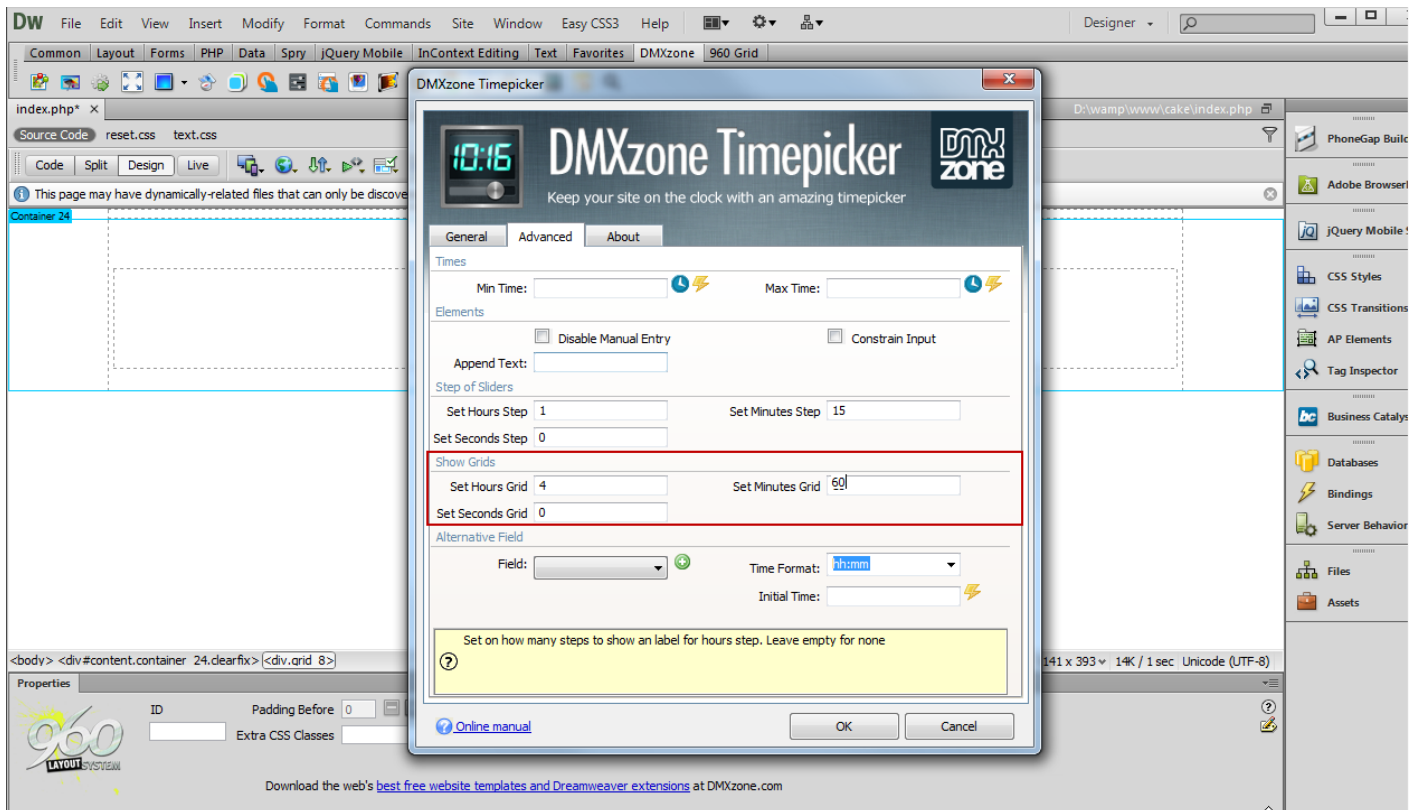 DW File Edit View Insert Modify Format Commands Site Window Easy CSS3 Help Designer
Common Layout Forms PHP Data Spry jQuery Mobile InContext Editing Text Favorites DMXzone 960 Grid
DMXzone Timepicker
index.php* D:\wamp\www\cake\index.php
Source Code reset.css text.css
Code Split Design Live
This page may have dynamically-related files that can only be discove
Container 24
10:16
DMXzone Timepicker
DMX zone
Keep your site on the clock with an amazing timepicker
General Advanced About
Times
Min Time: Max Time:
Elements
Disable Manual Entry Constrain Input
Append Text:
Step of Sliders
Set Hours Step 1 Set Minutes Step 15
Set Seconds Step 0
Show Grids
Set Hours Grid 4 Set Minutes Grid 60
Set Seconds Grid 0
Alternative Field
Field: Time Format: hh:mm
Initial Time:
Set on how many steps to show an label for hours step. Leave empty for none
Online manual OK Cancel
PhoneGap Builc
Adobe Browserl
jQ jQuery Mobile
CSS Styles
CSS Transitions
AP Elements
Tag Inspector
bc Business Catalys
Databases
Bindings
Server Behavior
Files
Assets
<body> <div#content.container_24.clearfix> <div.grid_8> 141 x 393 14K / 1 sec Unicode (UTF-8)
Properties
960 LAYOUT SYSTEM
ID Padding Before 0
Extra CSS Classes
Download the web's best free website templates and Dreamweaver extensions at DMXzone.com